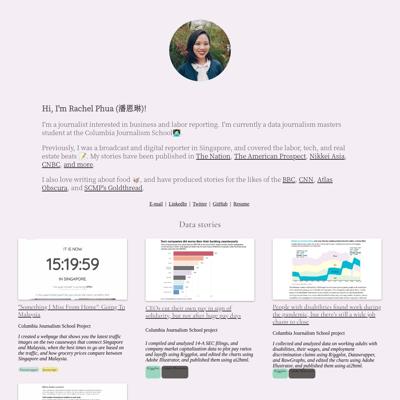 Hi, I'm Rachel Phua (潘恩琳)!
I'm a journalist interested in business and labor reporting. I'm currently a data journalism masters
student at the Columbia Journalism School
Previously, I was a broadcast and digital reporter in Singapore, and covered the labor, tech, and real
estate beats. My stories have been published in The Nation, The American Prospect, Nikkei Asia,
CNBC, and more.
I also love writing about food, and have produced stories for the likes of the BBC, CNN, Atlas
Obscura, and SCMP's Goldthread.
E-mail | LinkedIn | Twitter | GitHub | Resume
Data stories
IT IS NOW
15:19:59
IN SINGAPORE.
"Something I Miss From Home": Going To
Malaysia
Columbia Journalism School project
I created a webpage that shows you the latest traffic
images on the two causeways that connect Singapore
and Malaysia, when the best times to go are based on
the traffic, and how grocery prices compare between
Singapore and Malaysia.
CEOs cut their own pay in sign of
solidarity, but not after huge pay days
Columbia Journalism School project
I compiled and analyzed 14-A SEC filings, and
company market capitalization data to plot pay ratios
and layoffs using R/ggplot, and edited the charts using
Adobe Illustrator, and published them using ai2html.
People with disabilities found work during
the pandemic, but there's still a wide job
chasm to close
Columbia Journalism School project
I collected and analyzed data on working adults with
disabilities, their wages, and employment
discrimination claims using R/ggplot, Datawrapper,
and RAWGraphs, and edited the charts using Adobe
Illustrator, and published them using ai2html.